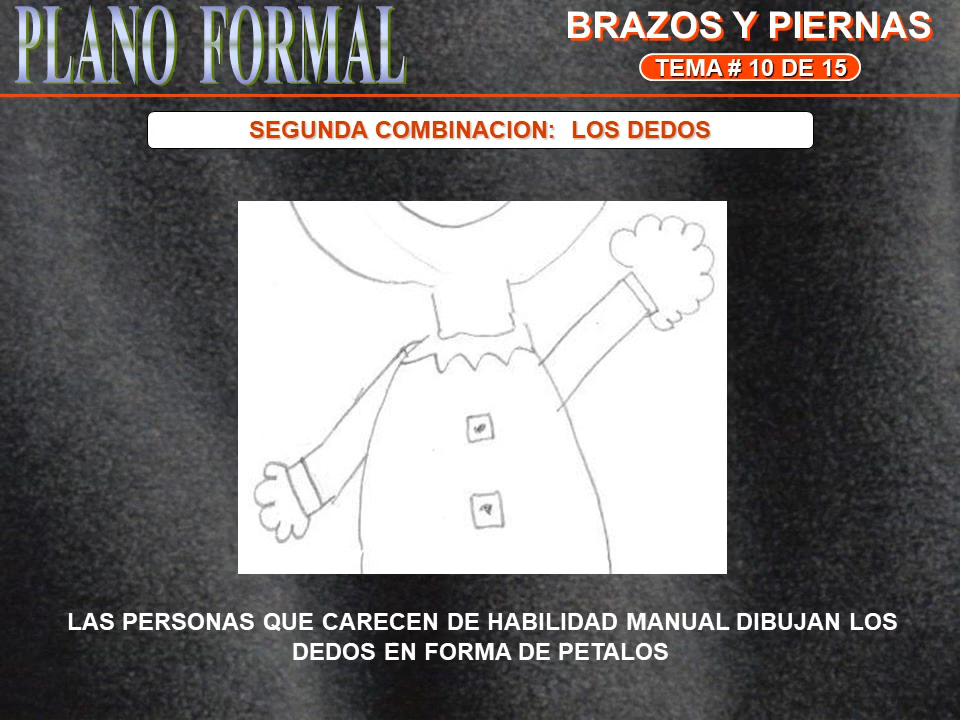 PLANO FORMAL
BRAZOS Y PIERNAS
TEMA # 10 DE 15
SEGUNDA COMBINACION: LOS DEDOS
LAS PERSONAS QUE CARECEN DE HABILIDAD MANUAL DIBUJAN LOS
DEDOS EN FORMA DE PETALOS